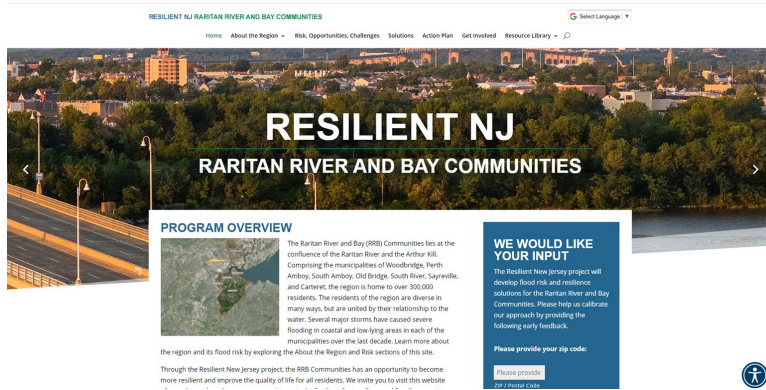 RESILIENT NJ RARITAN RIVER AND BAY COMMUNITIES
Select Language
Home About the Region Risk, Opportunities, Challenges Solutions Action Plan Get Involved Resource Library
RESILIENT NJ
RARITAN RIVER AND BAY COMMUNITIES
PROGRAM OVERVIEW
The Raritan River and Bay (RRB) Communities lies at the
confluence of the Raritan River and the Arthur Kill.
Comprising the municipalities of Woodbridge, Perth
Amboy, South Amboy, Old Bridge, South River, Sayreville,
and Carteret, the region is home to over 300,000
residents. The residents of the region are diverse in
many ways, but are united by their relationship to the
water. Several major storms have caused severe
flooding in coastal and low-lying areas in each of the
municipalities over the last decade. Learn more about
the region and its flood risk by exploring the About the Region and Risk sections of this site.
Through the Resilient New Jersey project, the RRB Communities has an opportunity to become
more resilient and improve the quality of life for all residents. We invite you to visit this website
WE WOULD LIKE
YOUR INPUT
The Resilient New Jersey project will
develop flood risk and resilience
solutions for the Raritan River and Bay
Communities. Please help us calibrate
our approach by providing the
following early feedback.
Please provide your zip code:
Please provide
ZIP / Postal Code